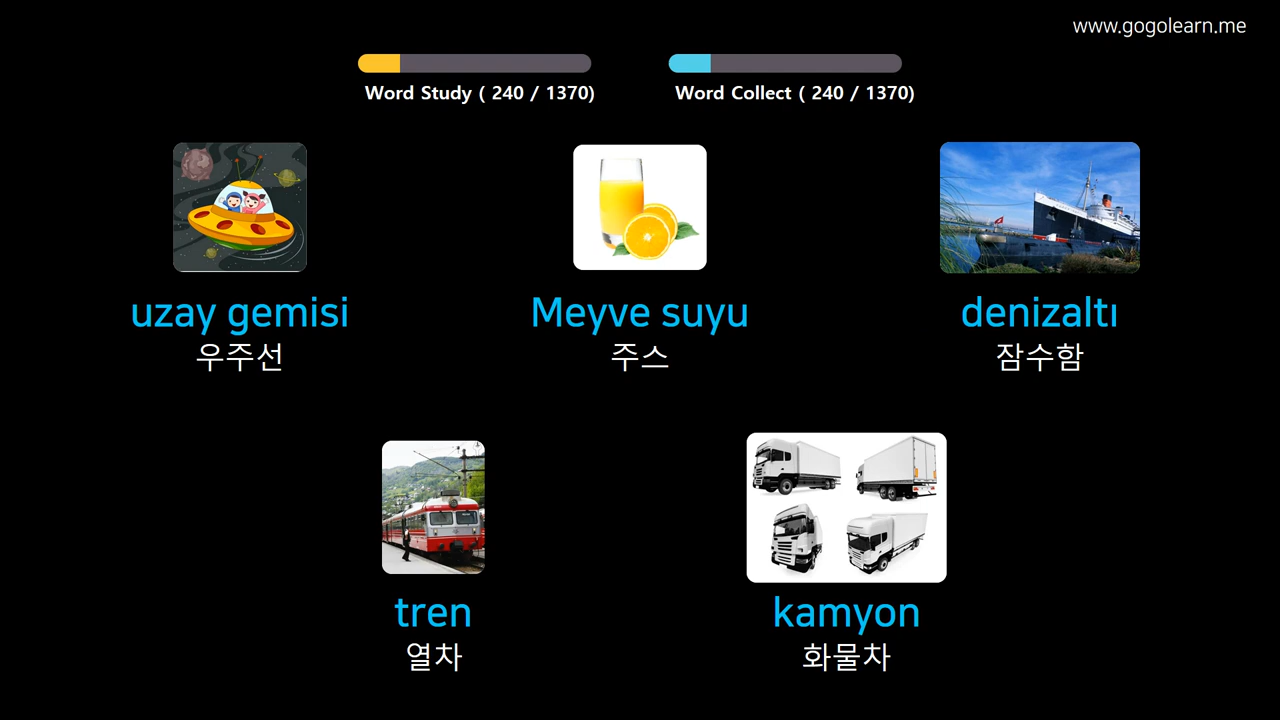 www.gogolearn.me
Word Study ( 240 / 1370)
Word Collect ( 240 / 1370)
uzay gemisi
우주선
Meyve suyu
주스
denizaltı
잠수함
tren
열차
kamyon
화물차